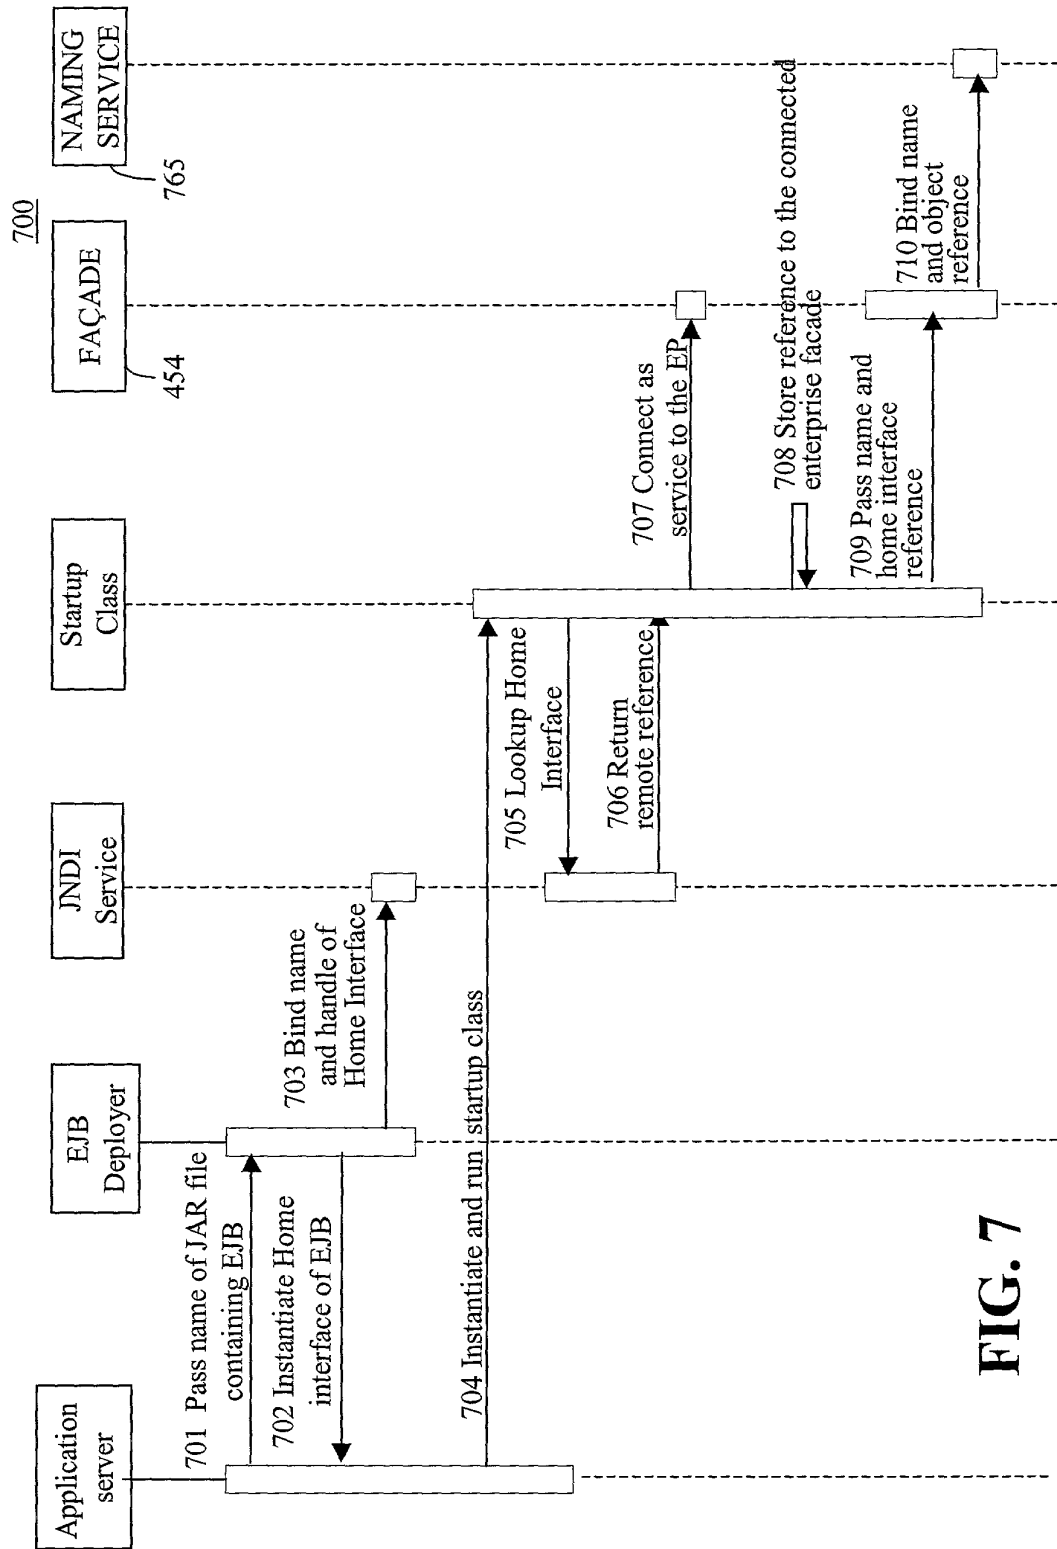 700
Application
server
EJB
Deployer
JNDI
Service
Startup
Class
FAÇADE
454
NAMING
SERVICE
765
701 Pass name of JAR file
containing EJB
702 Instantiate Home
interface of EJB
703 Bind name
and handle of
Home Interface
704 Instantiate and run startup class
705 Lookup Home
Interface
706 Return
remote reference
707 Connect as
service to the EP
708 Store reference to the connected
enterprise facade
709 Pass name and
home interface
reference
710 Bind name
and object
reference
FIG. 7